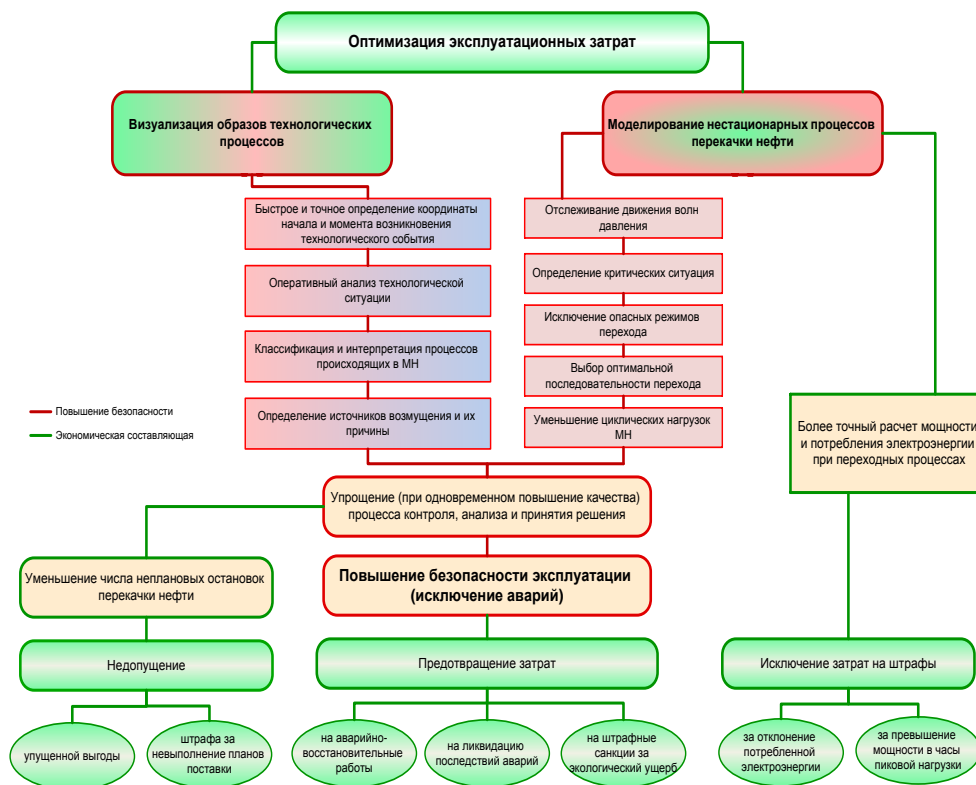 Оптимизация эксплуатационных затрат
Визуализация образов технологических
процессов
Моделирование нестационарных процессов
перекачки нефти
Быстрое и точное определение координаты
начала и момента возникновения
технологического события
Оперативный анализ технологической
ситуации
Классификация и интерпретация процессов
происходящих в МН
Определение источников возмущения и их
причины
Отслеживание движения волн
давления
Определение критических ситуация
Исключение опасных режимов
перехода
Выбор оптимальной
последовательности перехода
Уменьшение циклических нагрузок
МН
Повышение безопасности
Экономическая составляющая
Более точный расчет мощности
и потребления электроэнергии
при переходных процессах
Упрощение (при одновременном повышение качества)
процесса контроля, анализа и принятия решения
Уменьшение числа неплановых остановок
перекачки нефти
Повышение безопасности эксплуатации
(исключение аварий)
Недопущение
Предотвращение затрат
Исключение затрат на штрафы
упущенной выгоды
штрафа за
невыполнение планов
поставки
на аварийно-
восстановительные
работы
на ликвидацию
последствий аварий
на штрафные
санкции за
экологический ущерб
за отклонение
потребленной
электроэнергии
за превышение
мощности в часы
пиковой нагрузки